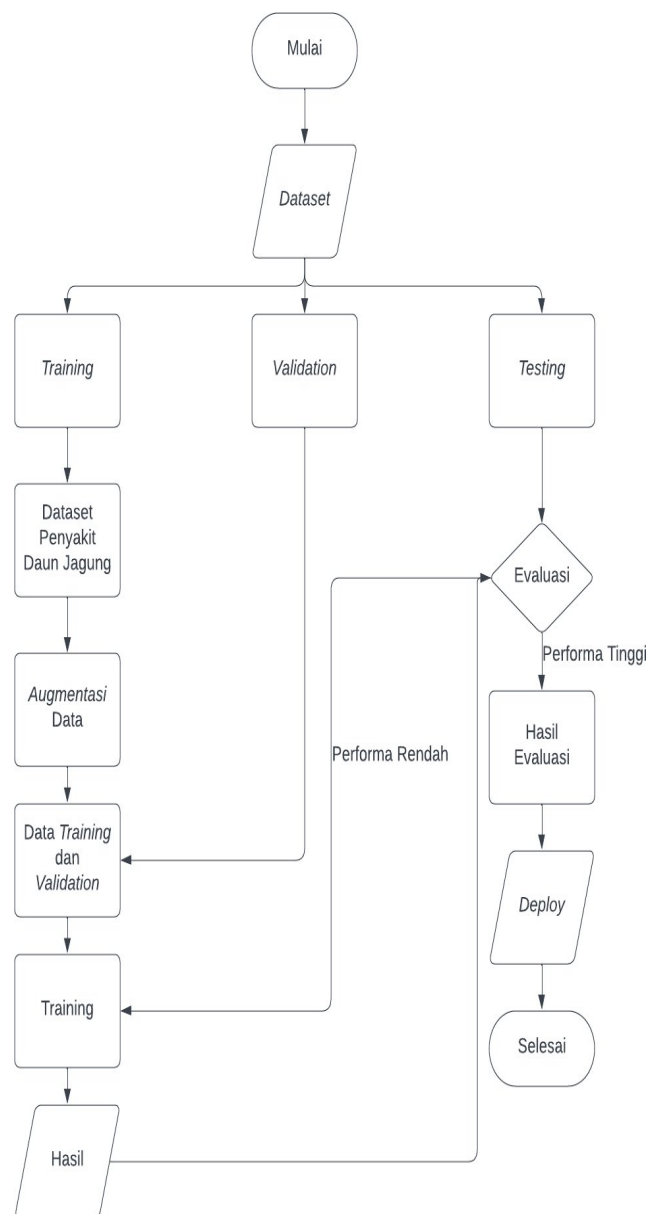 Mulai
Dataset
Training
Validation
Testing
Dataset
Penyakit
Daun Jagung
Evaluasi
Performa Tinggi
Augmentasi
Data
Hasil
Evaluasi
Performa Rendah
Data Training
dan
Validation
Deploy
Training
Selesai
Hasil